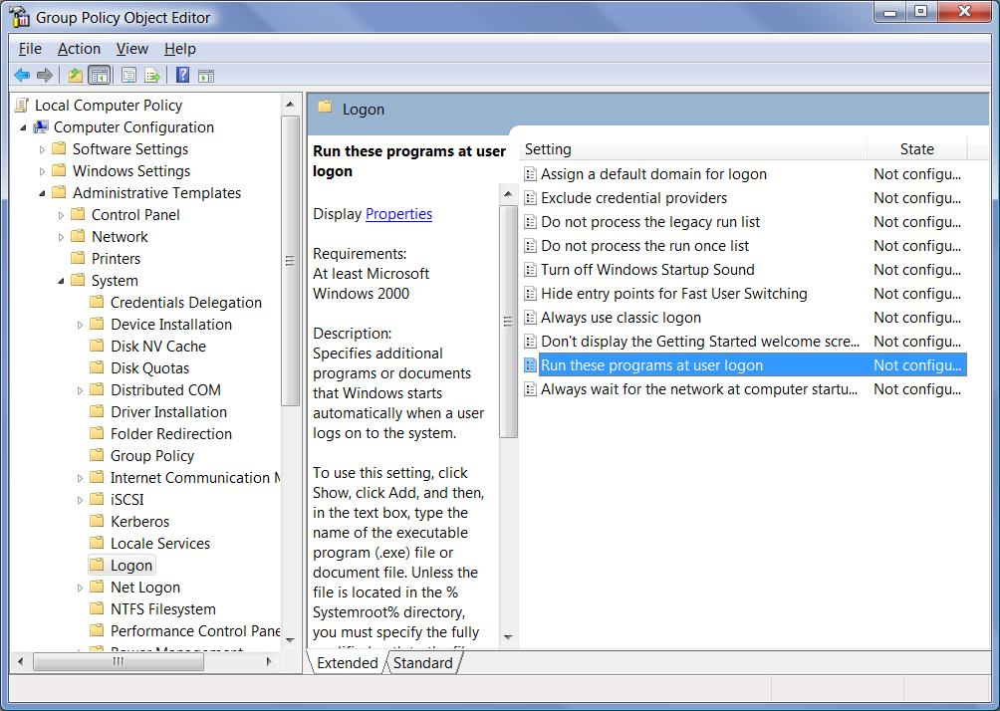 Group Policy Object Editor
File Action View Help
Local Computer Policy
Computer Configuration
Software Settings
Windows Settings
Administrative Templates
Control Panel
Network
Printers
System
Credentials Delegation
Device Installation
Disk NV Cache
Disk Quotas
Distributed COM
Driver Installation
Folder Redirection
Group Policy
Internet Communication M
iSCSI
Kerberos
Locale Services
Logon
Net Logon
NTFS Filesystem
Performance Control Pane
Power Management
Logon
Run these programs at user
logon
Display Properties
Requirements:
At least Microsoft
Windows 2000
Description:
Specifies additional
programs or documents
that Windows starts
automatically when a user
logs on to the system.
To use this setting, click
Show, click Add, and then,
in the text box, type the
name of the executable
program (.exe) file or
document file. Unless the
file is located in the %
Systemroot% directory,
you must specify the fully
Setting State
Assign a default domain for logon Not configu...
Exclude credential providers Not configu...
Do not process the legacy run list Not configu...
Do not process the run once list Not configu...
Turn off Windows Startup Sound Not configu...
Hide entry points for Fast User Switching Not configu...
Always use classic logon Not configu...
Don't display the Getting Started welcome scre... Not configu...
Run these programs at user logon Not configu...
Always wait for the network at computer startu... Not configu...
Extended Standard